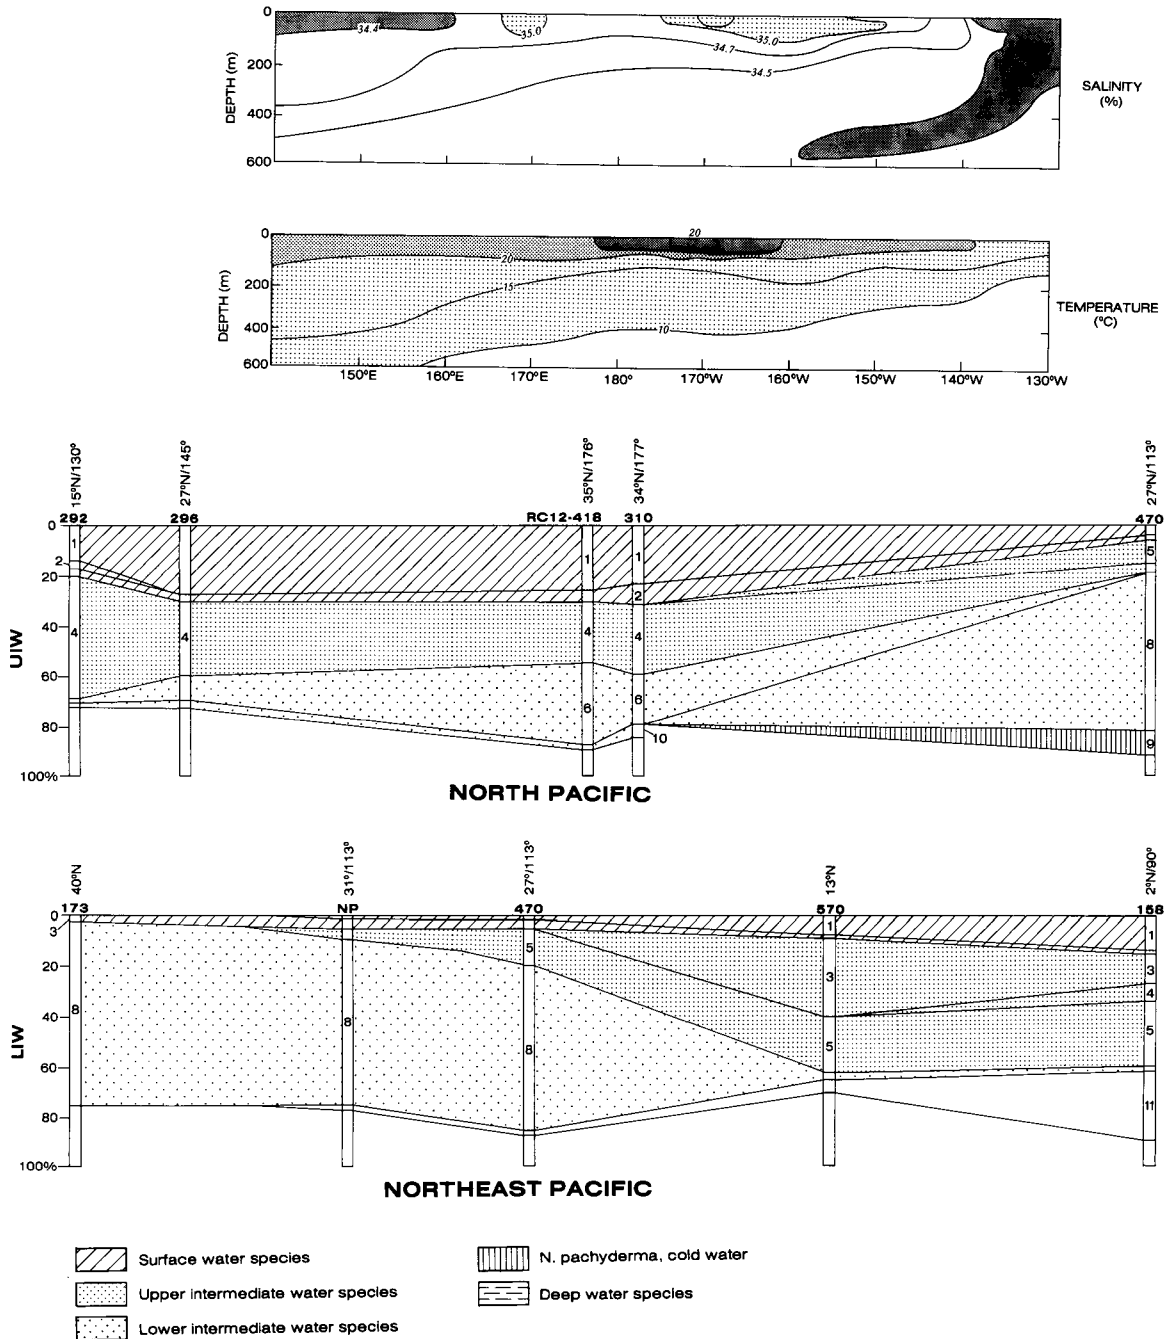 0
200
400
600
DEPTH (m)
34.4
35.0
35.0
34.7
34.5
SALINITY
(%)
0
200
400
600
DEPTH (m)
20
20
15
10
TEMPERATURE
(°C)
150°E 160°E 170°E 180° 170°W 160°W 150°W 140°W 130°W
15°N/130° 27°N/145° 35°N/176° 34°N/177° 27°N/113°
292 296 RC12-418 310 470
0
20
40
60
80
100%
UIW
1 1 1 5
2 2
4 4 4 4 8
6 6
10 9
NORTH PACIFIC
40°N 31°/113° 27°/113° 13°N 2°N/90°
173 NP 470 570 158
0
20
40
60
80
100%
LIW
3 1 1
5 3 3
4
8 8 8 5 5
11
NORTHEAST PACIFIC
Surface water species
Upper intermediate water species
Lower intermediate water species
N. pachyderma, cold water
Deep water species